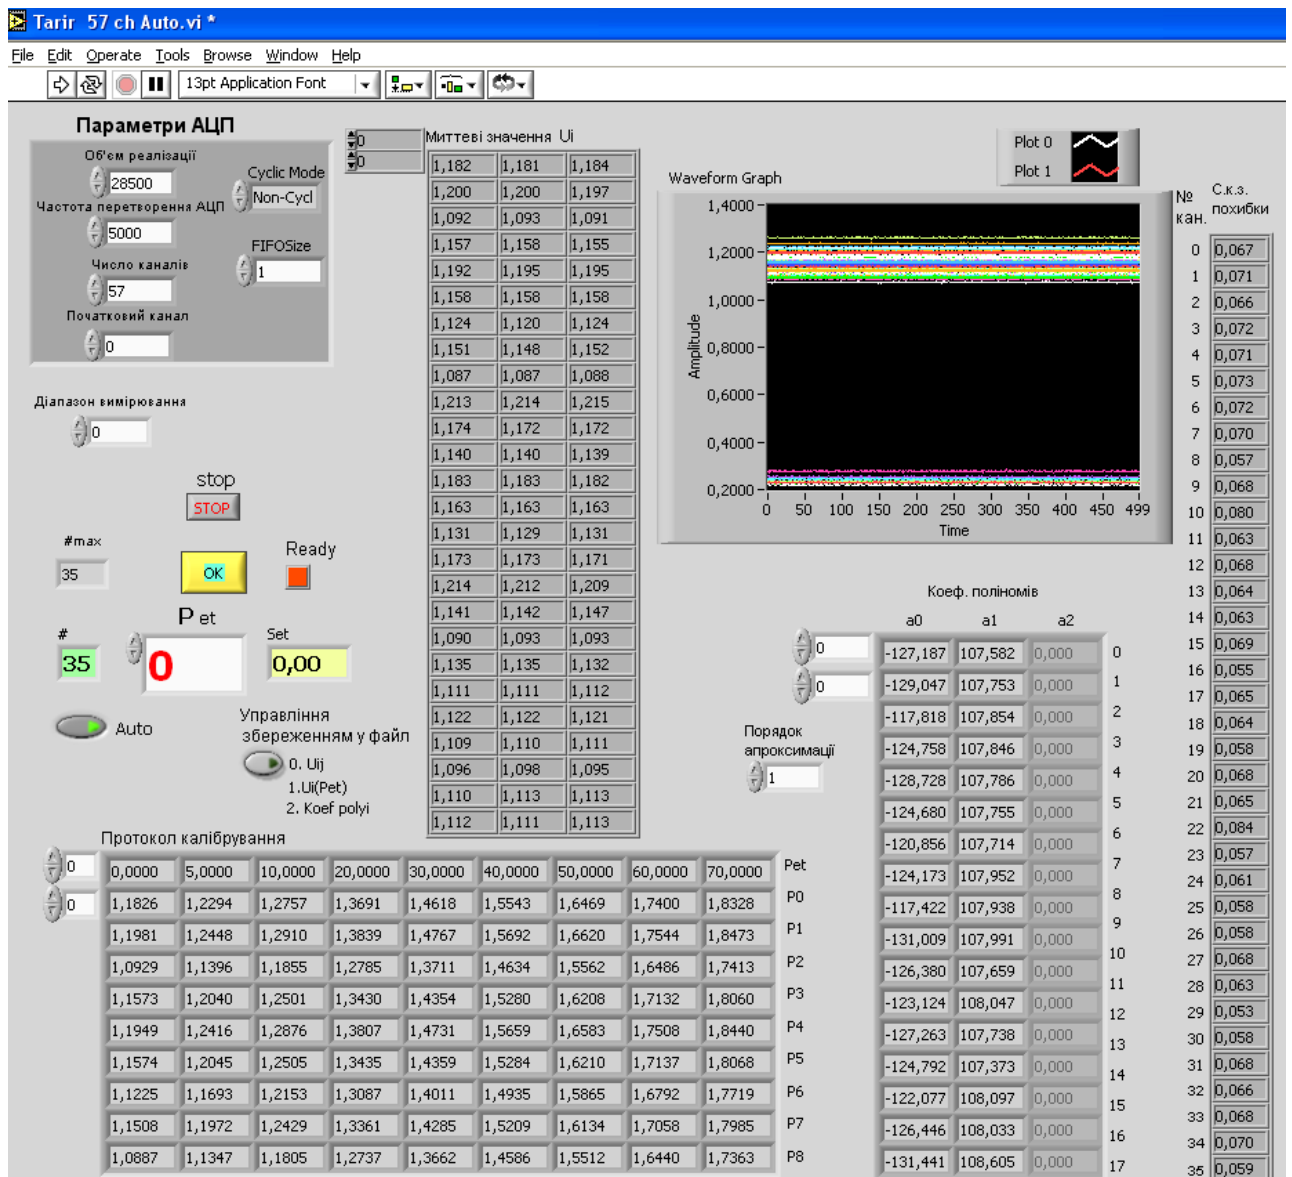 Tarir 57 ch Auto.vi *
File Edit Operate Tools Browse Window Help
13pt Application Font
Параметри АЦП
Об'єм реалізації
28500
Cyclic Mode
Non-Cycl
Частота перетворення АЦП
5000
FIFOSize
1
Число каналів
57
Початковий канал
0
Діапазон вимірювання
0
stop
STOP
#max
35
OK
Ready
P et
#
35
0
Set
0,00
Auto
Управління
збереженням у файл
0. Uij
1.Ui(Pet)
2. Koef polyi
0
0
Миттеві значення Ui
1,182 1,181 1,184
1,200 1,200 1,197
1,092 1,093 1,091
1,157 1,158 1,155
1,192 1,195 1,195
1,158 1,158 1,158
1,124 1,120 1,124
1,151 1,148 1,152
1,087 1,087 1,088
1,213 1,214 1,215
1,174 1,172 1,172
1,140 1,140 1,139
1,183 1,183 1,182
1,163 1,163 1,163
1,131 1,129 1,131
1,173 1,173 1,171
1,214 1,212 1,209
1,141 1,142 1,147
1,090 1,093 1,093
1,135 1,135 1,132
1,111 1,111 1,112
1,122 1,122 1,121
1,109 1,110 1,111
1,096 1,098 1,095
1,110 1,113 1,113
1,112 1,111 1,113
Plot 0
Plot 1
Waveform Graph
Amplitude
1,4000
1,2000
1,0000
0,8000
0,6000
0,4000
0,2000
0 50 100 150 200 250 300 350 400 450 499
Time
№
кан.
С.к.з.
похибки
0 0,067
1 0,071
2 0,066
3 0,072
4 0,071
5 0,073
6 0,072
7 0,070
8 0,057
9 0,068
10 0,080
11 0,063
12 0,068
13 0,064
14 0,063
15 0,069
16 0,055
17 0,065
18 0,064
19 0,058
20 0,068
21 0,065
22 0,084
23 0,057
24 0,061
25 0,058
26 0,058
27 0,068
28 0,063
29 0,053
30 0,058
31 0,068
32 0,066
33 0,068
34 0,070
35 0,059
Коеф. поліномів
a0 a1 a2
0
0
Порядок
апроксимації
1
-127,187 107,582 0,000 0
-129,047 107,753 0,000 1
-117,818 107,854 0,000 2
-124,758 107,846 0,000 3
-128,728 107,786 0,000 4
-124,680 107,755 0,000 5
-120,856 107,714 0,000 6
-124,173 107,952 0,000 7
-117,422 107,938 0,000 8
-131,009 107,991 0,000 9
-126,380 107,659 0,000 10
-123,124 108,047 0,000 11
-127,263 107,738 0,000 12
-124,792 107,373 0,000 13
-122,077 108,097 0,000 14
-126,446 108,033 0,000 15
-131,441 108,605 0,000 16
17
Протокол калібрування
0
0
0,0000 5,0000 10,0000 20,0000 30,0000 40,0000 50,0000 60,0000 70,0000 Pet
1,1826 1,2294 1,2757 1,3691 1,4618 1,5543 1,6469 1,7400 1,8328 P0
1,1981 1,2448 1,2910 1,3839 1,4767 1,5692 1,6620 1,7544 1,8473 P1
1,0929 1,1396 1,1855 1,2785 1,3711 1,4634 1,5562 1,6486 1,7413 P2
1,1573 1,2040 1,2501 1,3430 1,4354 1,5280 1,6208 1,7132 1,8060 P3
1,1949 1,2416 1,2876 1,3807 1,4731 1,5659 1,6583 1,7508 1,8440 P4
1,1574 1,2045 1,2505 1,3435 1,4359 1,5284 1,6210 1,7137 1,8068 P5
1,1225 1,1693 1,2153 1,3087 1,4011 1,4935 1,5865 1,6792 1,7719 P6
1,1508 1,1972 1,2429 1,3361 1,4285 1,5209 1,6134 1,7058 1,7985 P7
1,0887 1,1347 1,1805 1,2737 1,3662 1,4586 1,5512 1,6440 1,7363 P8